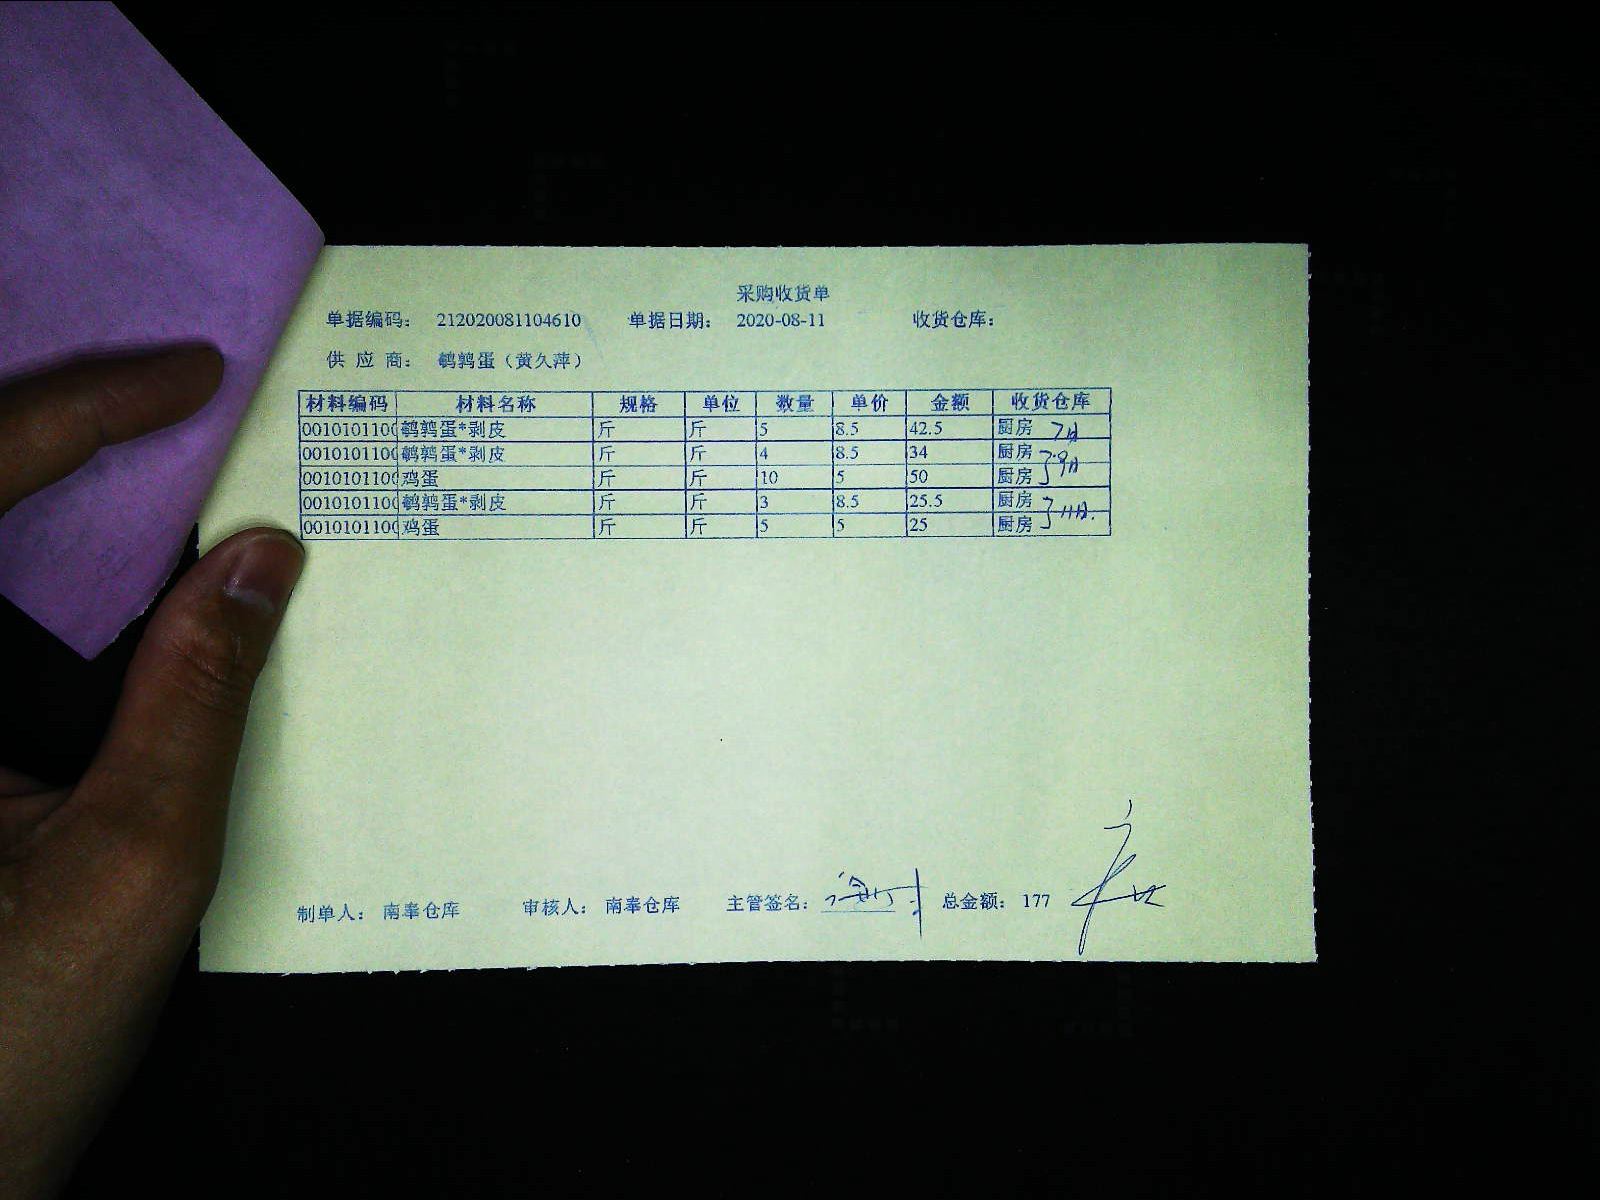 采购收货单
单据编码： 212020081104610 单据日期： 2020-08-11 收货仓库：
供 应 商： 鹌鹑蛋（黄久萍）
材料编码 材料名称 规格 单位 数量 单价 金额 收货仓库
0010101100 鹌鹑蛋*剥皮 斤 斤 5 8.5 42.5 厨房 7日
0010101100 鹌鹑蛋*剥皮 斤 斤 4 8.5 34 厨房
0010101100 鸡蛋 斤 斤 10 5 50 厨房 9日
0010101100 鹌鹑蛋*剥皮 斤 斤 3 8.5 25.5 厨房
0010101100 鸡蛋 斤 斤 5 5 25 厨房 11日.
制单人： 南奉仓库 审核人： 南奉仓库 主管签名： 总金额： 177